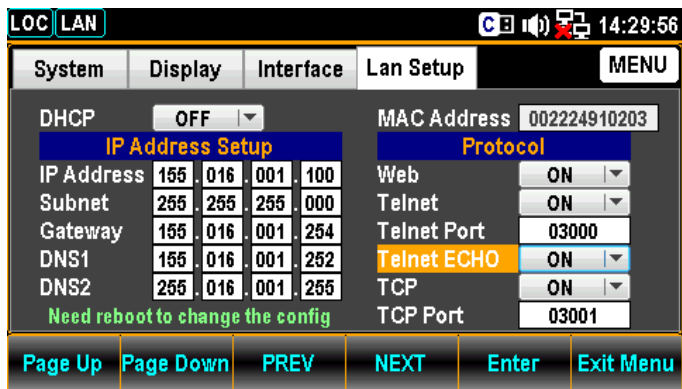 LOC LAN C 14:29:56
System Display Interface Lan Setup MENU
DHCP OFF MAC Address 002224910203
IP Address Setup Protocol
IP Address 155 . 016 . 001 . 100 Web ON
Subnet 255 . 255 . 255 . 000 Telnet ON
Gateway 155 . 016 . 001 . 254 Telnet Port 03000
DNS1 155 . 016 . 001 . 252 Telnet ECHO ON
DNS2 255 . 016 . 001 . 255 TCP ON
Need reboot to change the config TCP Port 03001
Page Up Page Down PREV NEXT Enter Exit Menu